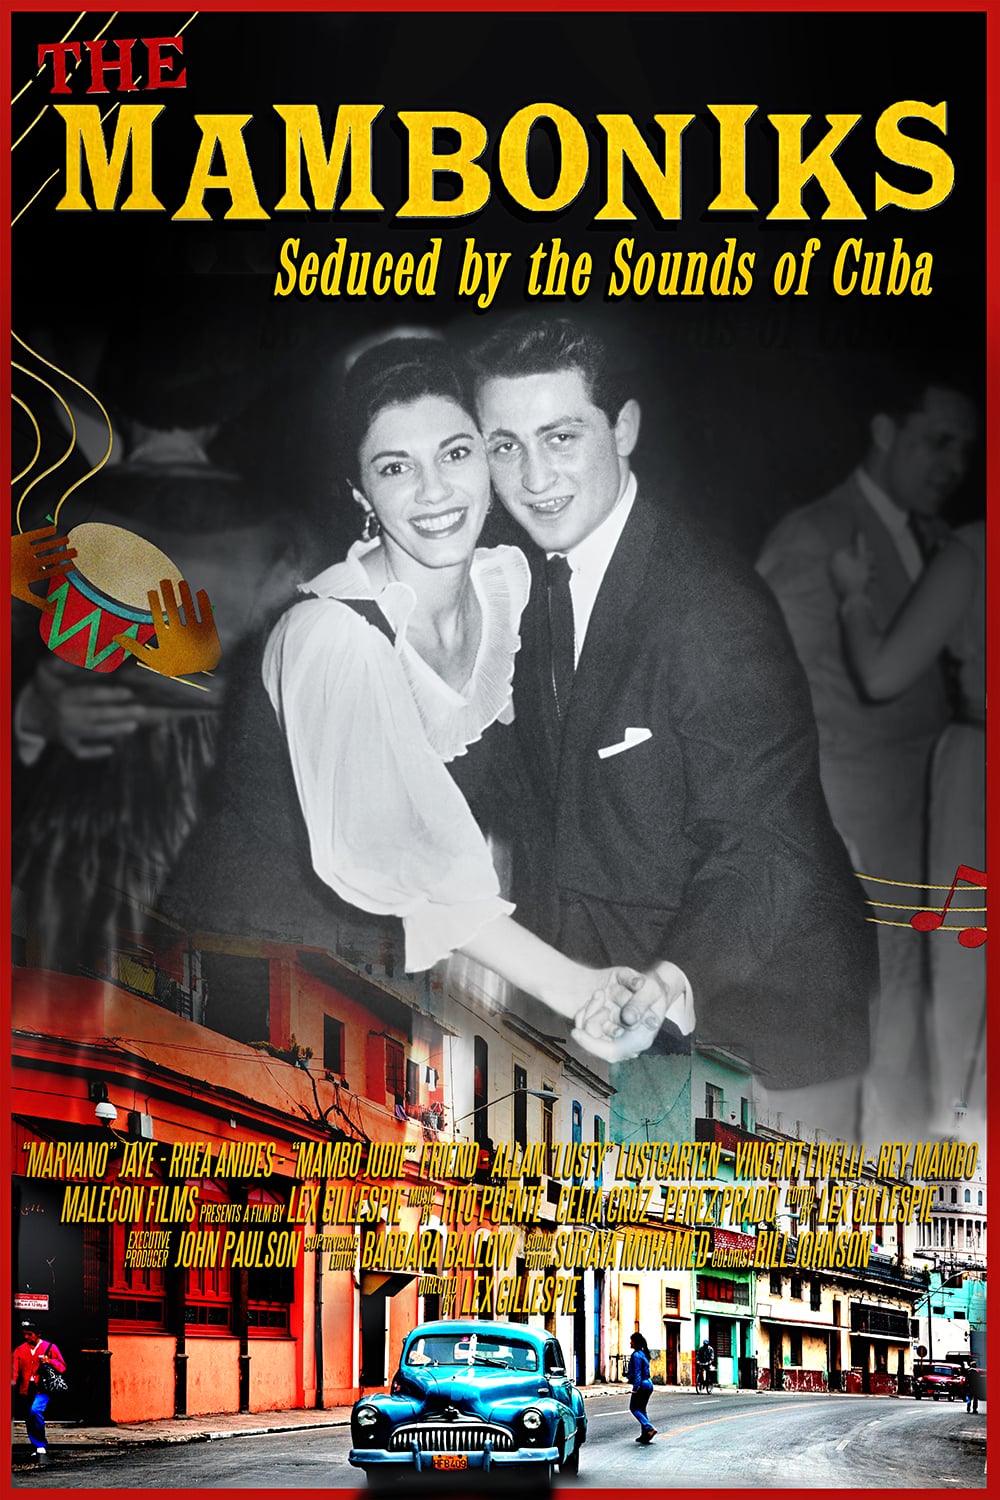 THE
MAMBONIKS
Seduced by the Sounds of Cuba
"MARVANO" JAYE - RHEA ANIDES - "MAMBO JUDIE" FRIEND - ALLAN "LUSTY" LUSTGARTEN - VINCENT LIVELLI - REY MAMBO
MALECON FILMS PRESENTS A FILM BY LEX GILLESPIE MUSIC BY TITO PUENTE - CELIA CRUZ - PEREZ PRADO EDITED BY LEX GILLESPIE
EXECUTIVE PRODUCER JOHN PAULSON SUPERVISING EDITOR BARBARA BALLOW SOUND EDITOR SURAYA MOHAMED - COLORIST BILL JOHNSON
DIRECTED BY LEX GILLESPIE
HFB409